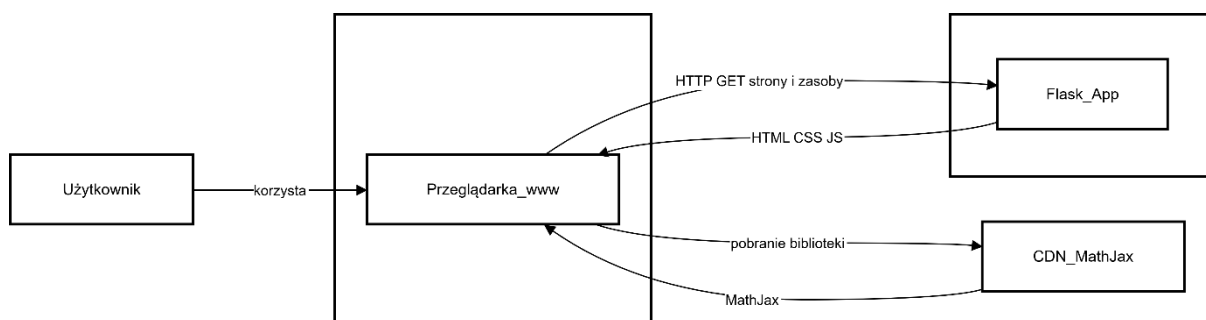 HTTP GET strony i zasoby
Flask_App
HTML CSS JS
Użytkownik
korzysta
Przeglądarka_www
pobranie biblioteki
CDN_MathJax
MathJax